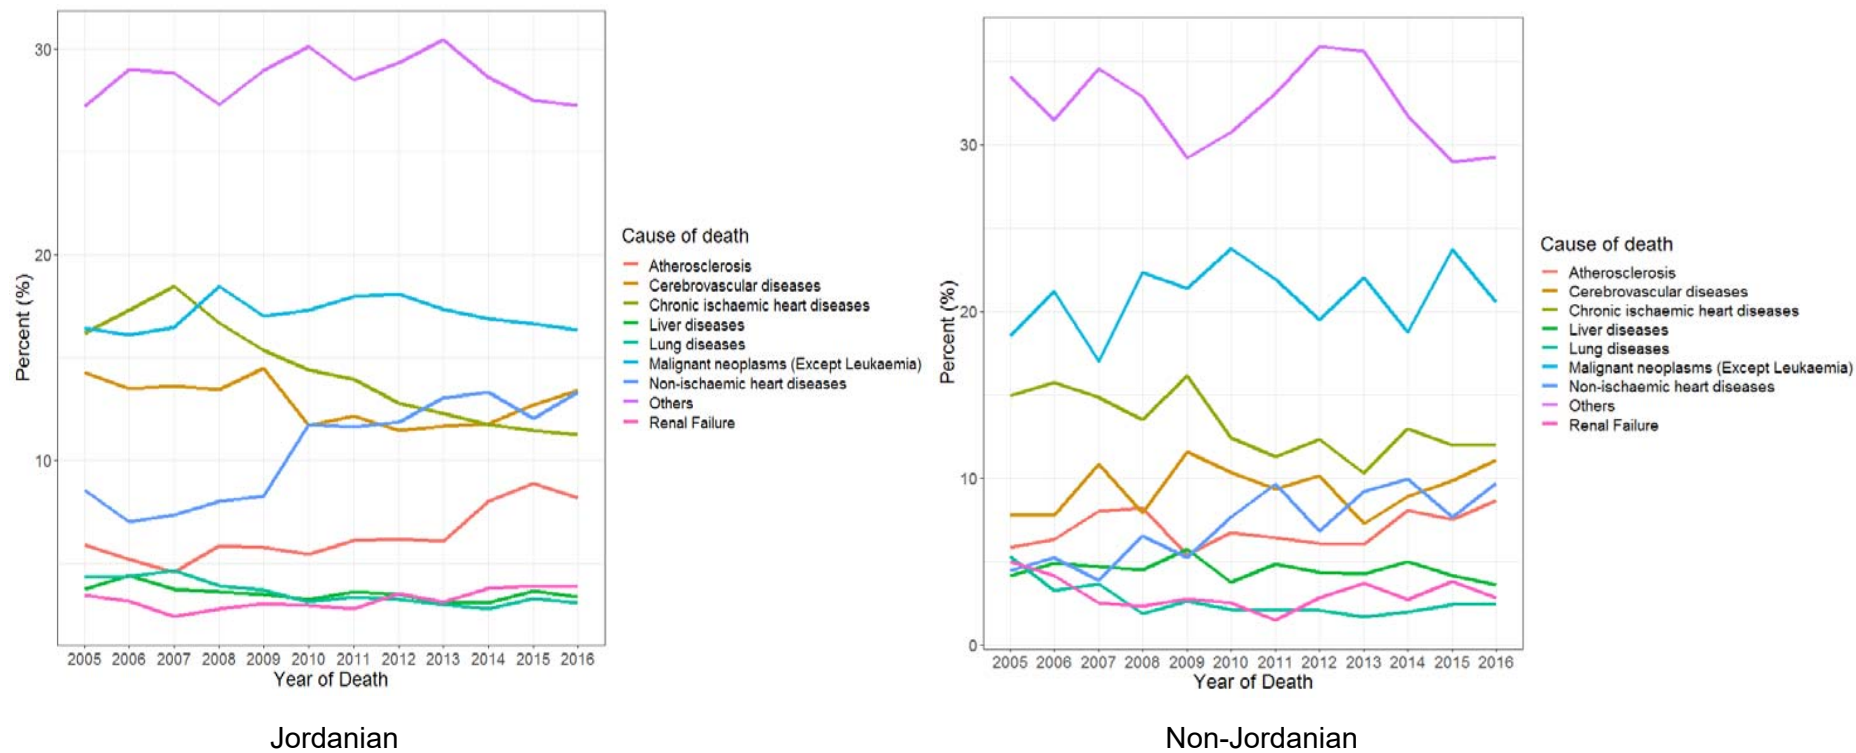 30
20
10
Percent (%)
2005 2006 2007 2008 2009 2010 2011 2012 2013 2014 2015 2016
Year of Death
Cause of death
Atherosclerosis
Cerebrovascular diseases
Chronic ischaemic heart diseases
Liver diseases
Lung diseases
Malignant neoplasms (Except Leukaemia)
Non-ischaemic heart diseases
Others
Renal Failure
Jordanian
30
20
10
0
Percent (%)
2005 2006 2007 2008 2009 2010 2011 2012 2013 2014 2015 2016
Year of Death
Cause of death
Atherosclerosis
Cerebrovascular diseases
Chronic ischaemic heart diseases
Liver diseases
Lung diseases
Malignant neoplasms (Except Leukaemia)
Non-ischaemic heart diseases
Others
Renal Failure
Non-Jordanian